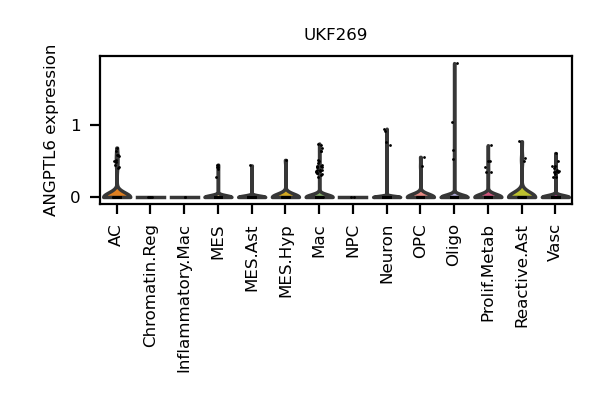 UKF269
ANGPTL6 expression
1
0
AC
Chromatin.Reg
Inflammatory.Mac
MES
MES.Ast
MES.Hyp
Mac
NPC
Neuron
OPC
Oligo
Prolif.Metab
Reactive.Ast
Vasc